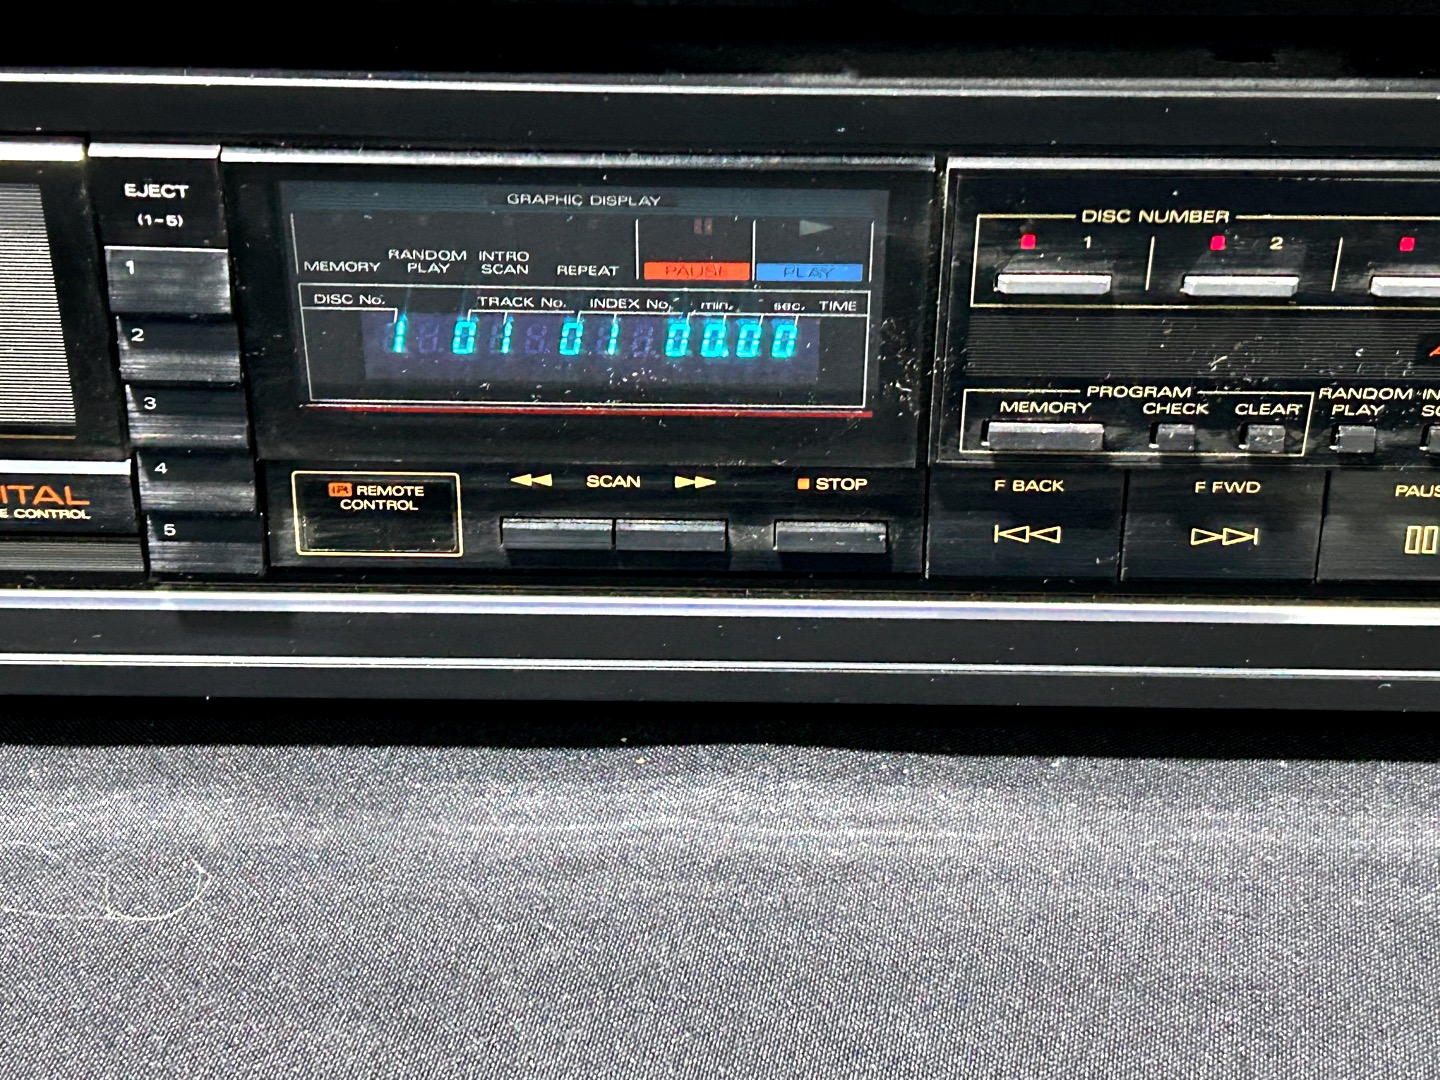 EJECT
(1-5)
1
2
3
4
5
GRAPHIC DISPLAY
MEMORY RANDOM PLAY INTRO SCAN REPEAT PAUSE PLAY
DISC No. TRACK No. INDEX No. min. sec. TIME
1 01 01 00 00
REMOTE
CONTROL
SCAN
STOP
DISC NUMBER
1 2
PROGRAM
MEMORY CHECK CLEAR
RANDOM
PLAY
F BACK
F FWD
ITAL
CONTROL